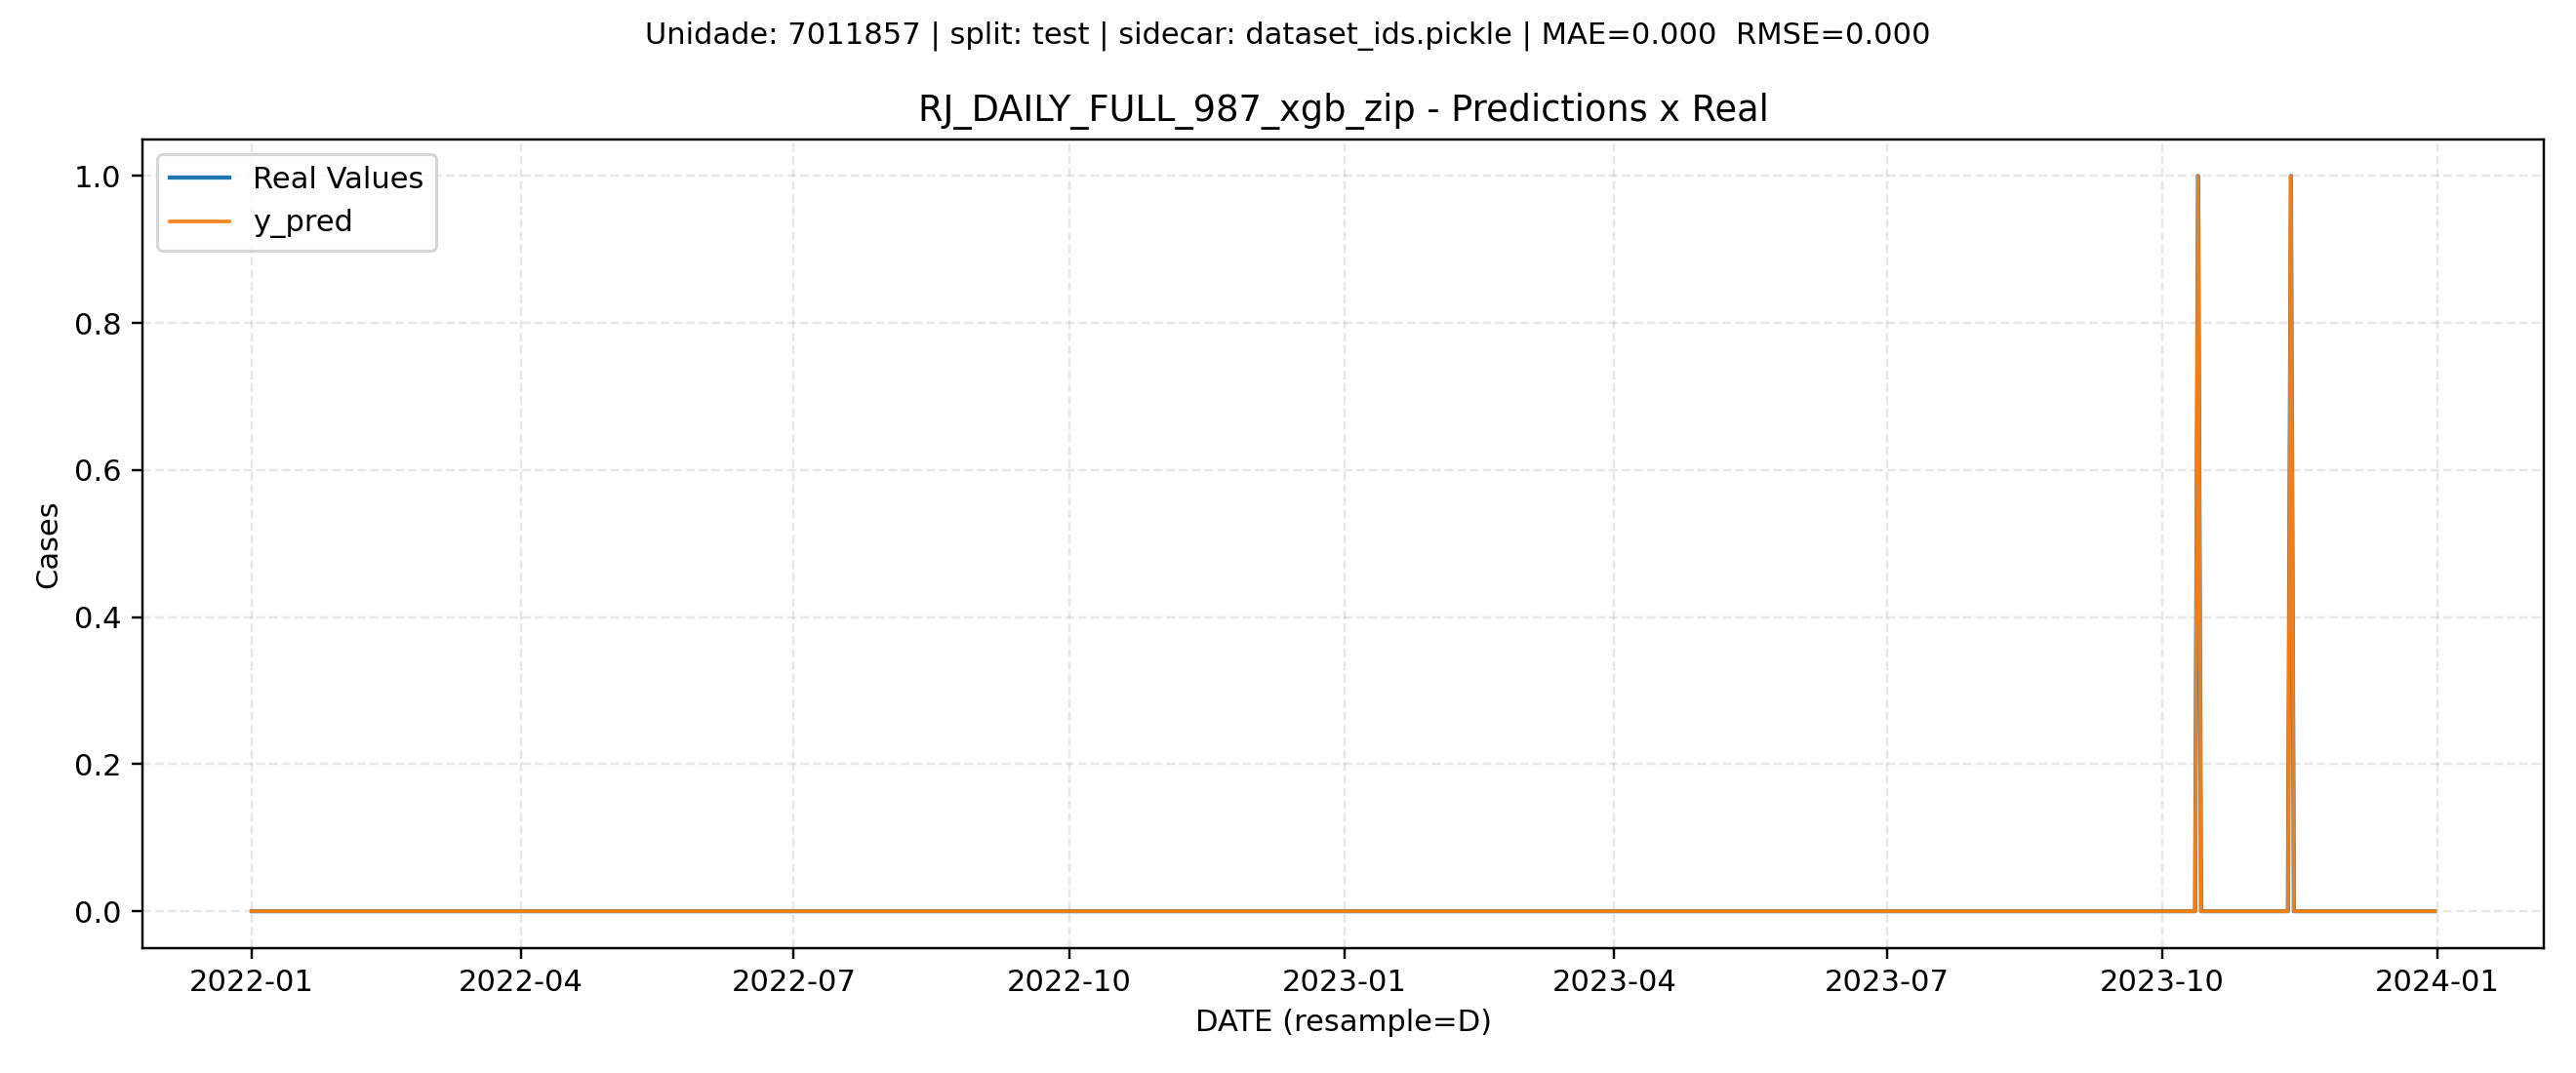 Unidade: 7011857 | split: test | sidecar: dataset_ids.pickle | MAE=0.000  RMSE=0.000
RJ_DAILY_FULL_987_xgb_zip - Predictions x Real
Real Values
y_pred
1.0
0.8
0.6
0.4
0.2
0.0
Cases
2022-01 2022-04 2022-07 2022-10 2023-01 2023-04 2023-07 2023-10 2024-01
DATE (resample=D)